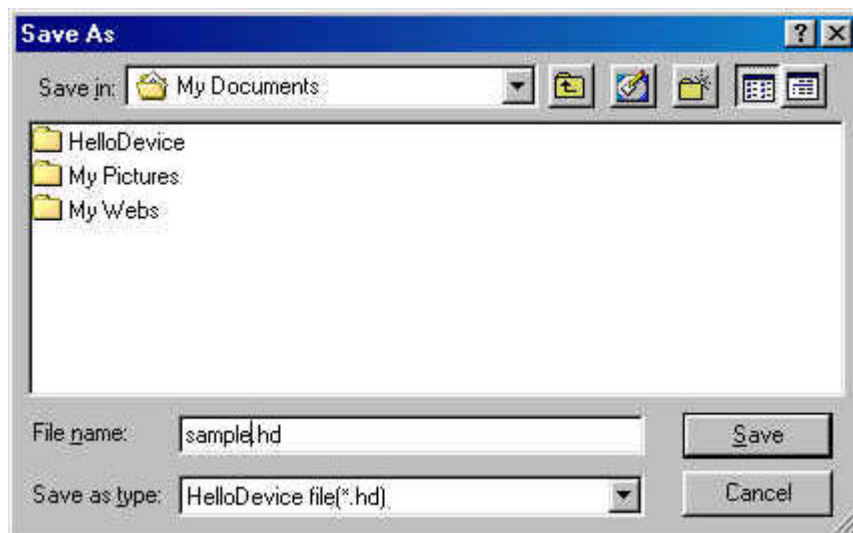 Save As
Save in: My Documents
HelloDevice
My Pictures
My Webs
File name: sample.hd Save
Save as type: HelloDevice file(*.hd) Cancel